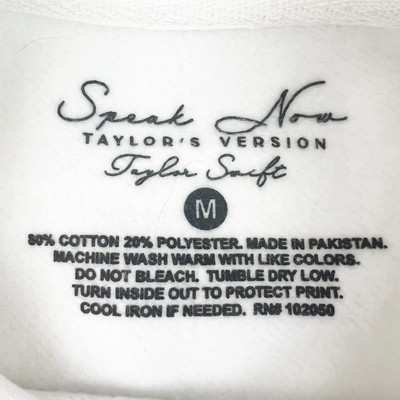 Speak Now
TAYLOR'S VERSION
Taylor Swift
M
80% COTTON 20% POLYESTER. MADE IN PAKISTAN.
MACHINE WASH WARM WITH LIKE COLORS.
DO NOT BLEACH. TUMBLE DRY LOW.
TURN INSIDE OUT TO PROTECT PRINT.
COOL IRON IF NEEDED. RN# 102050